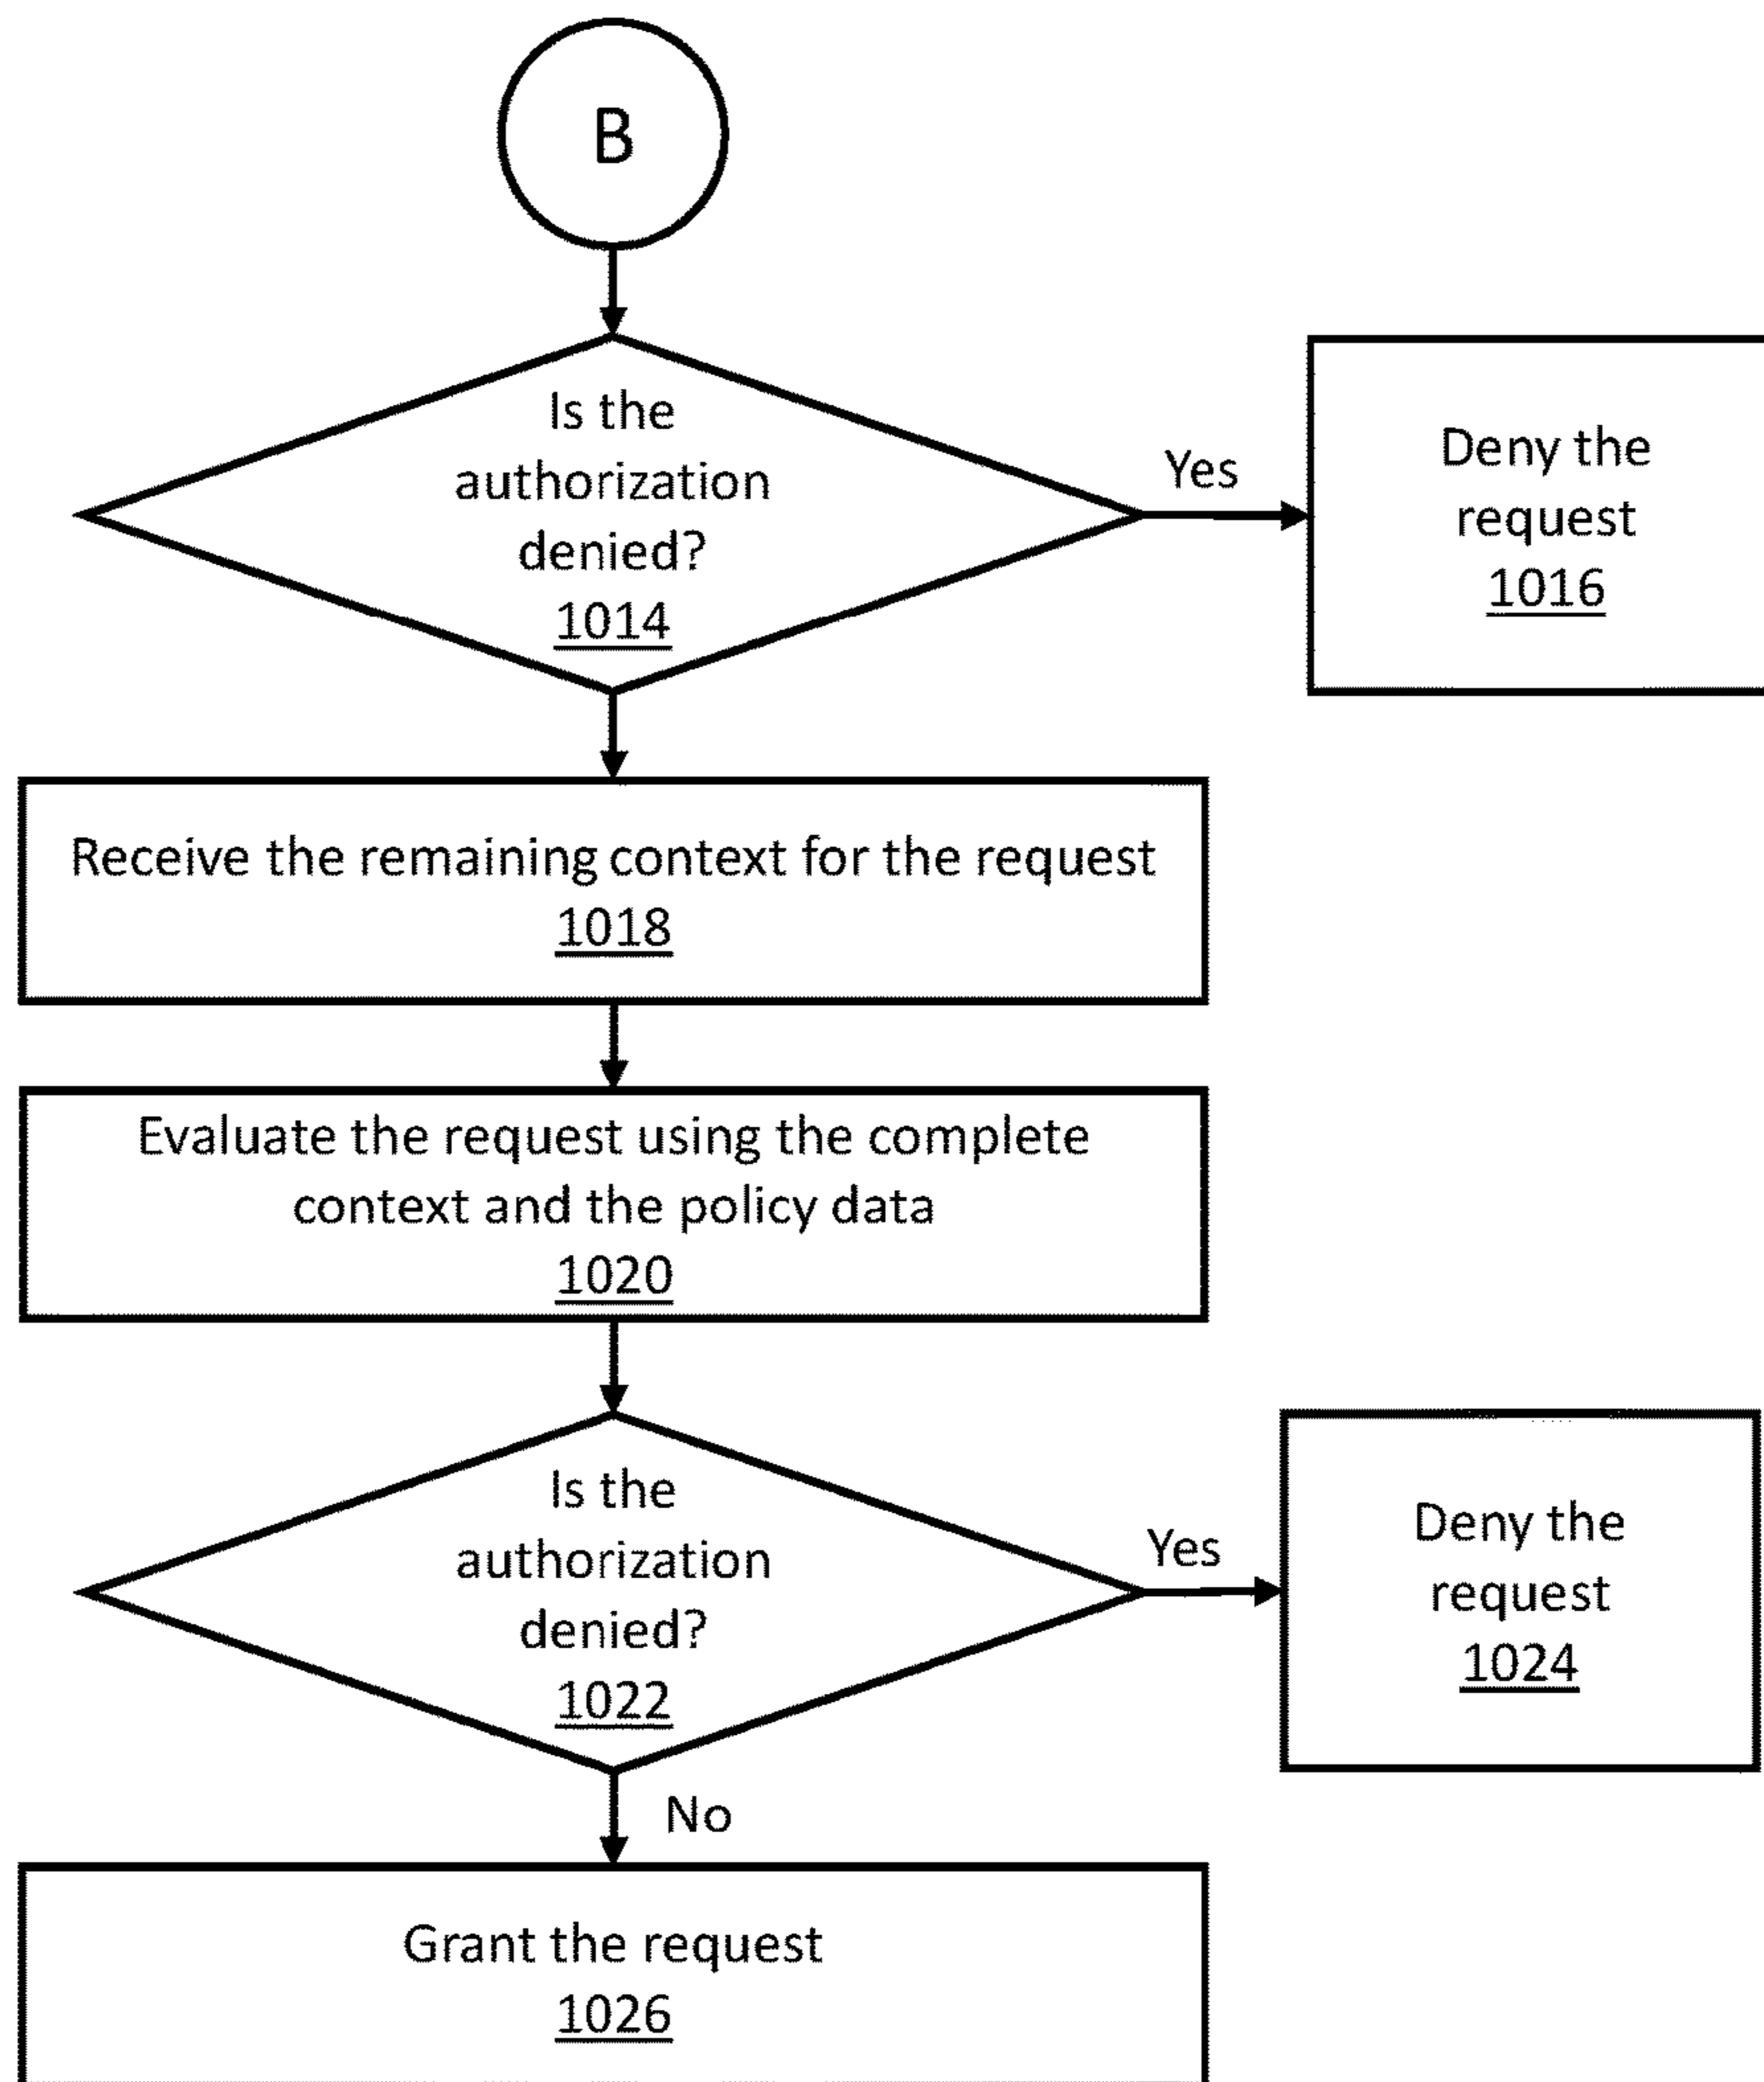 B
Is the
authorization
denied?
1014
Yes
Deny the
request
1016
Receive the remaining context for the request
1018
Evaluate the request using the complete
context and the policy data
1020
Is the
authorization
denied?
1022
Yes
Deny the
request
1024
No
Grant the request
1026